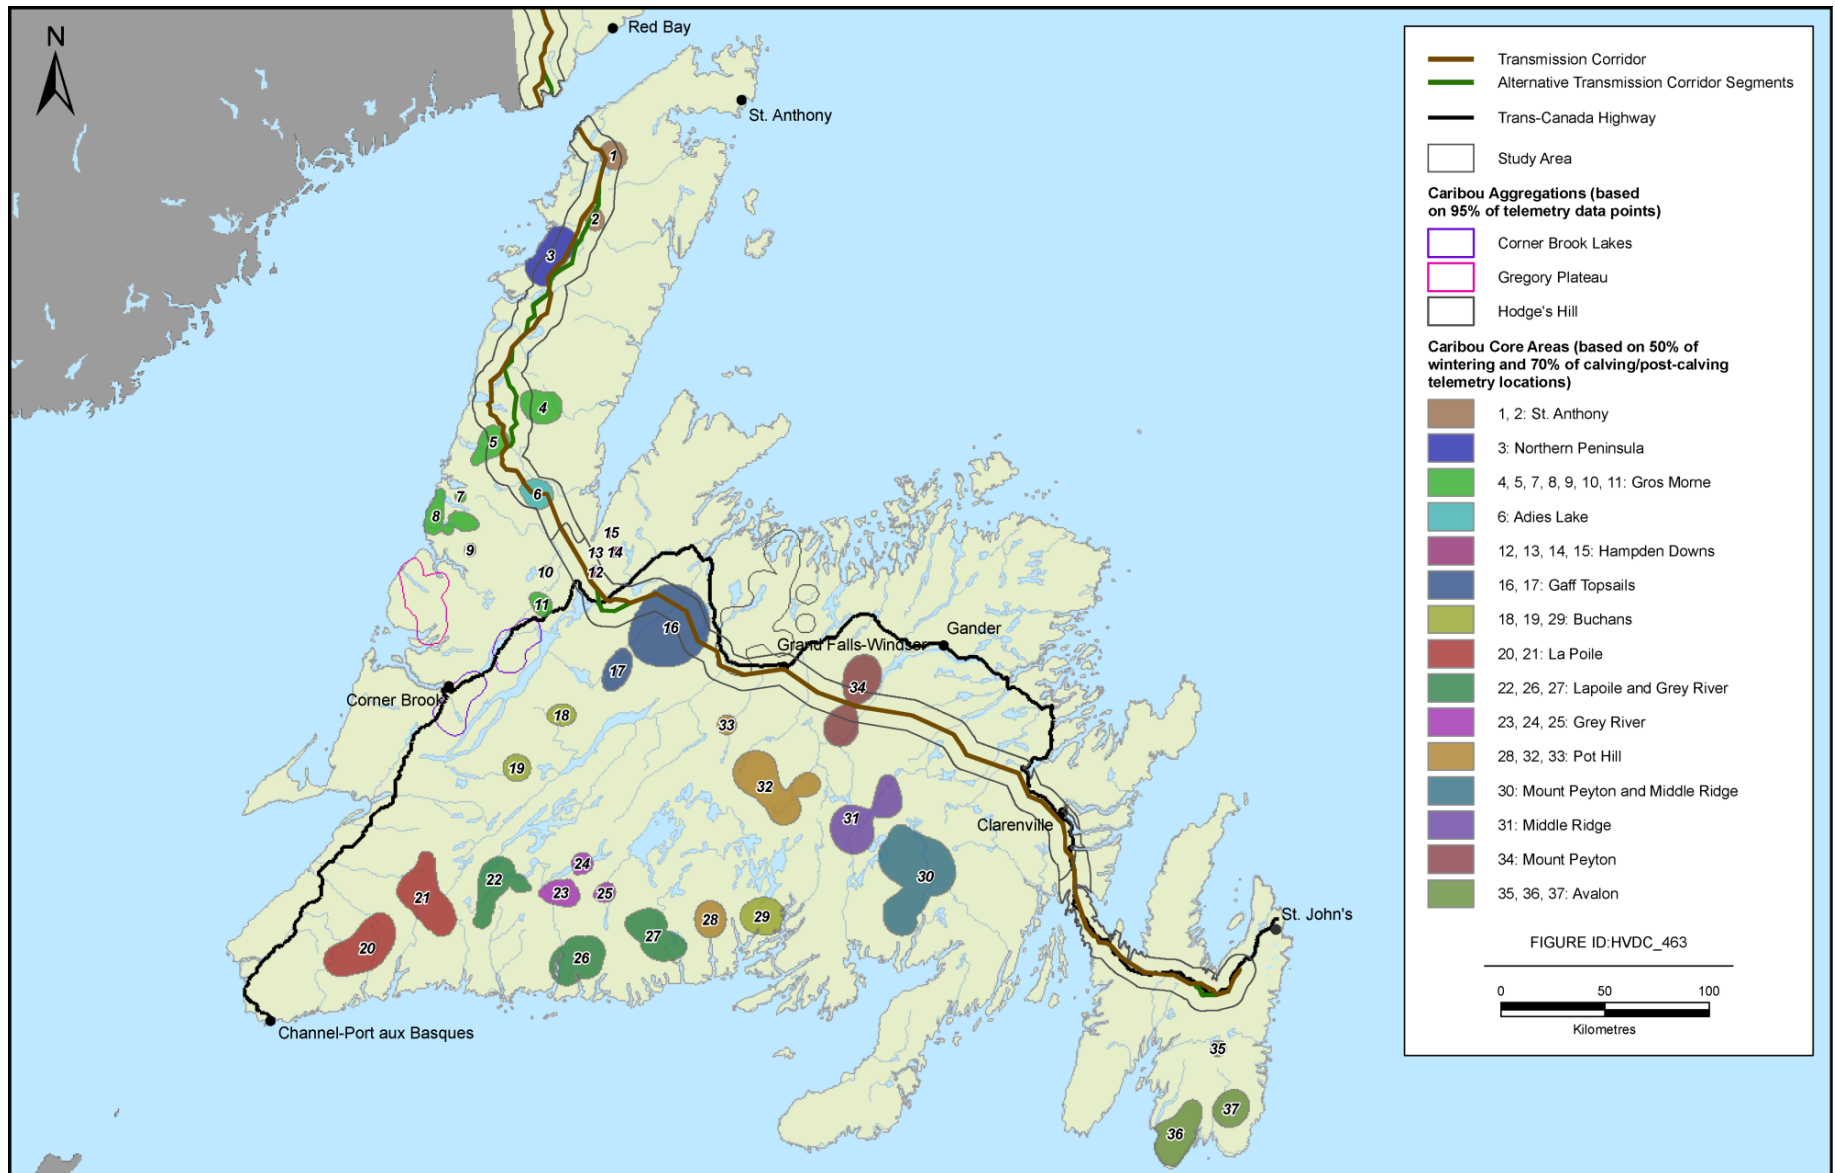 N
Red Bay
St. Anthony
1
2
3
4
5
6
7
8
9
15
13 14
12
10
11
16
Grand Falls-Windsor
Gander
17
34
Corner Brook
18
33
19
32
31
Clarenville
30
24
22
23
25
21
28
29
27
20
26
St. John's
Channel-Port aux Basques
35
37
36
Transmission Corridor
Alternative Transmission Corridor Segments
Trans-Canada Highway
Study Area
Caribou Aggregations (based
on 95% of telemetry data points)
Corner Brook Lakes
Gregory Plateau
Hodge's Hill
Caribou Core Areas (based on 50% of
wintering and 70% of calving/post-calving
telemetry locations)
1, 2: St. Anthony
3: Northern Peninsula
4, 5, 7, 8, 9, 10, 11: Gros Morne
6: Adies Lake
12, 13, 14, 15: Hampden Downs
16, 17: Gaff Topsails
18, 19, 29: Buchans
20, 21: La Poile
22, 26, 27: Lapoile and Grey River
23, 24, 25: Grey River
28, 32, 33: Pot Hill
30: Mount Peyton and Middle Ridge
31: Middle Ridge
34: Mount Peyton
35, 36, 37: Avalon
FIGURE ID:HVDC_463
0 50 100
Kilometres